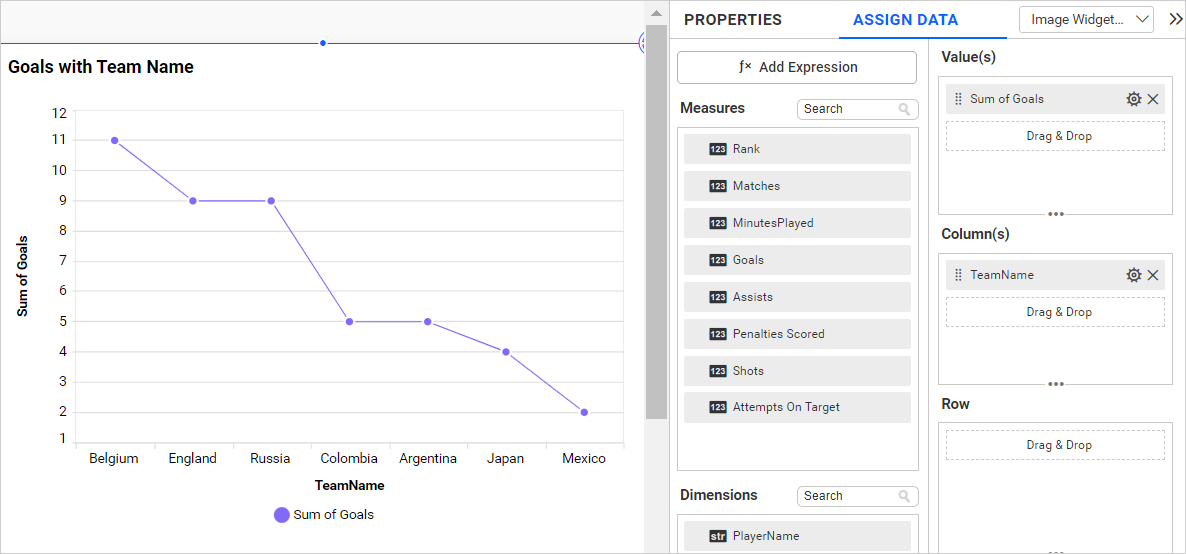 PROPERTIES
ASSIGN DATA
Image Widget...
Goals with Team Name
12
11
10
9
8
7
6
5
4
3
2
1
Sum of Goals
Belgium England Russia Colombia Argentina Japan Mexico
TeamName
Sum of Goals
ƒ× Add Expression
Measures
Search
123 Rank
123 Matches
123 MinutesPlayed
123 Goals
123 Assists
123 Penalties Scored
123 Shots
123 Attempts On Target
Dimensions
Search
str PlayerName
Value(s)
Sum of Goals
Drag & Drop
Column(s)
TeamName
Drag & Drop
Row
Drag & Drop